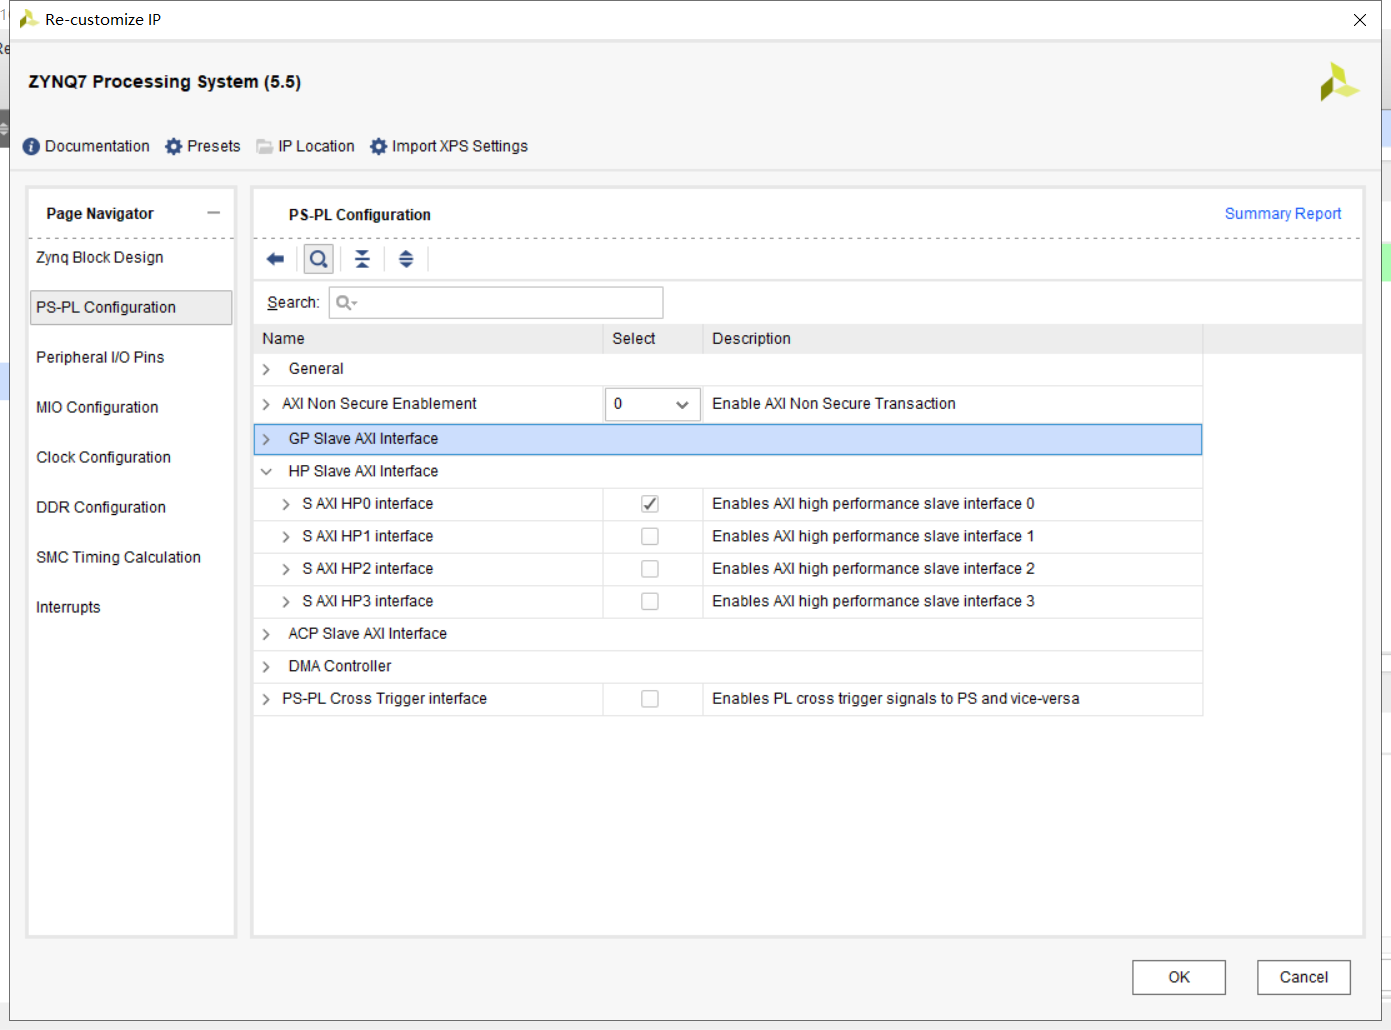 Re-customize IP
ZYNQ7 Processing System (5.5)
Documentation Presets IP Location Import XPS Settings
Page Navigator
Zynq Block Design
PS-PL Configuration
Peripheral I/O Pins
MIO Configuration
Clock Configuration
DDR Configuration
SMC Timing Calculation
Interrupts
PS-PL Configuration Summary Report
Search:
Name Select Description
General
AXI Non Secure Enablement 0 Enable AXI Non Secure Transaction
GP Slave AXI Interface
HP Slave AXI Interface
S AXI HP0 interface Enables AXI high performance slave interface 0
S AXI HP1 interface Enables AXI high performance slave interface 1
S AXI HP2 interface Enables AXI high performance slave interface 2
S AXI HP3 interface Enables AXI high performance slave interface 3
ACP Slave AXI Interface
DMA Controller
PS-PL Cross Trigger interface Enables PL cross trigger signals to PS and vice-versa
OK Cancel